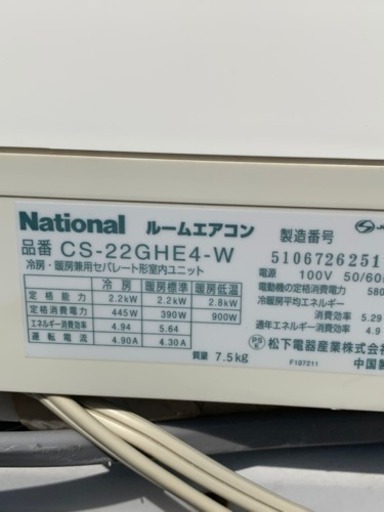 National ルームエアコン
品番 CS-22GHE4-W
冷房・暖房兼用セパレート形室内ユニット
冷房 暖房標準 暖房低温
定格能力 2.2kW 2.2kW 2.8kW
定格消費電力 445W 390W 900W
エネルギー消費効率 4.94 5.64
運転電流 4.90A 4.30A
質量 7.5kg
製造番号
5106726251
電源 100V 50/60
電動機の定格消費電力 580
冷暖房平均エネルギー
消費効率 5.29
通年エネルギー消費効率 4.9
PSE 松下電器産業株式会
F107211 中国製